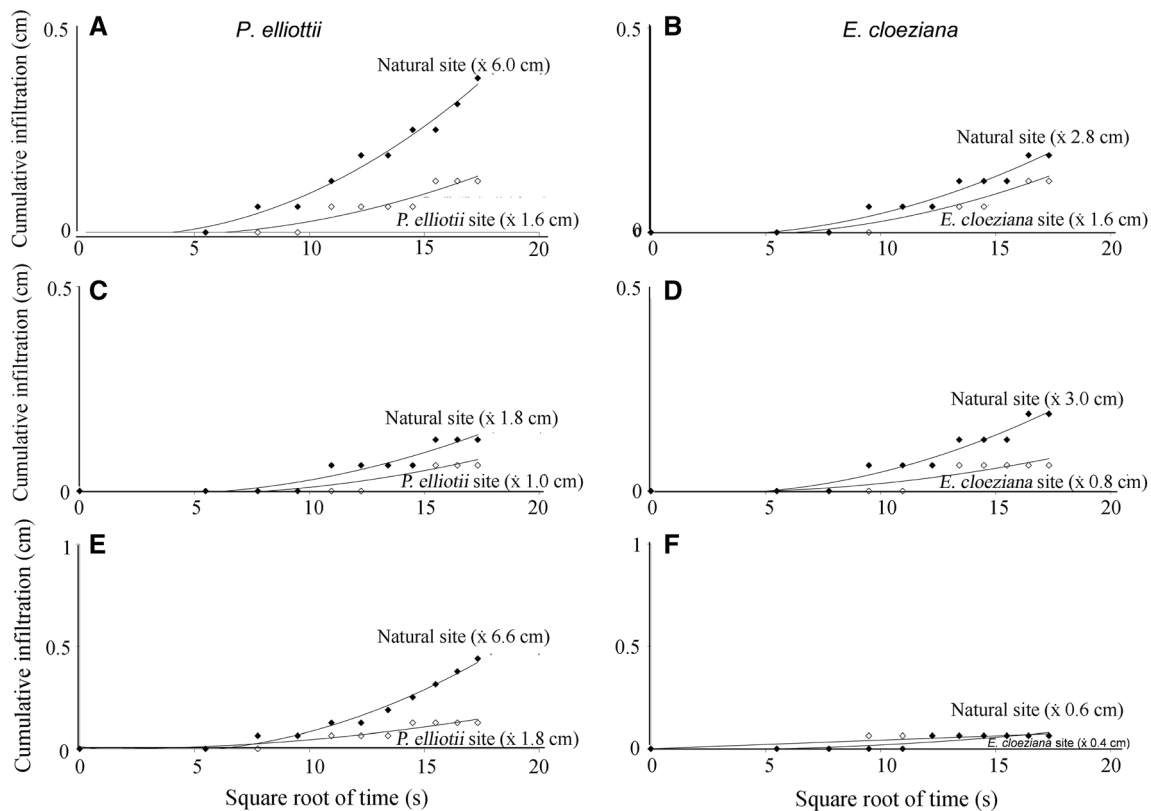 A
P. elliottii
B
E. cloeziana
Cumulative infiltration (cm)
0.5
0
Natural site (ẋ 6.0 cm)
P. elliotii site (ẋ 1.6 cm)
5
10
15
20
0.5
0
Natural site (ẋ 2.8 cm)
E. cloeziana site (ẋ 1.6 cm)
0
5
10
15
20
C
D
Cumulative infiltration (cm)
0.5
0
Natural site (ẋ 1.8 cm)
P. elliotii site (ẋ 1.0 cm)
0
5
10
15
20
0.5
0
Natural site (ẋ 3.0 cm)
E. cloeziana site (ẋ 0.8 cm)
0
5
10
15
20
E
F
Cumulative infiltration (cm)
1
0.5
0
Natural site (ẋ 6.6 cm)
P. elliotii site (ẋ 1.8 cm)
0
5
10
15
20
Square root of time (s)
1
0.5
0
Natural site (ẋ 0.6 cm)
E. cloeziana site (ẋ 0.4 cm)
0
5
10
15
20
Square root of time (s)